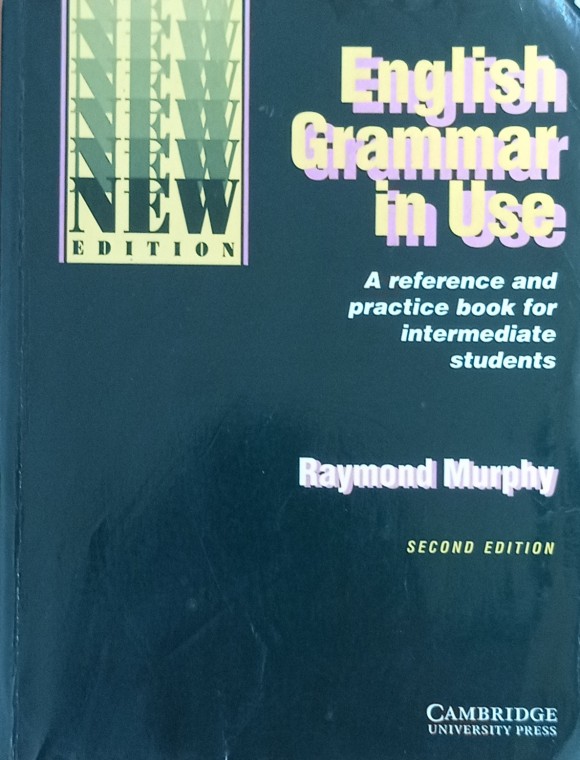 NEW
NEW
NEW
NEW
NEW
NEW
EDITION
English
Grammar
in Use
A reference and
practice book for
intermediate
students
Raymond Murphy
SECOND EDITION
CAMBRIDGE
UNIVERSITY PRESS